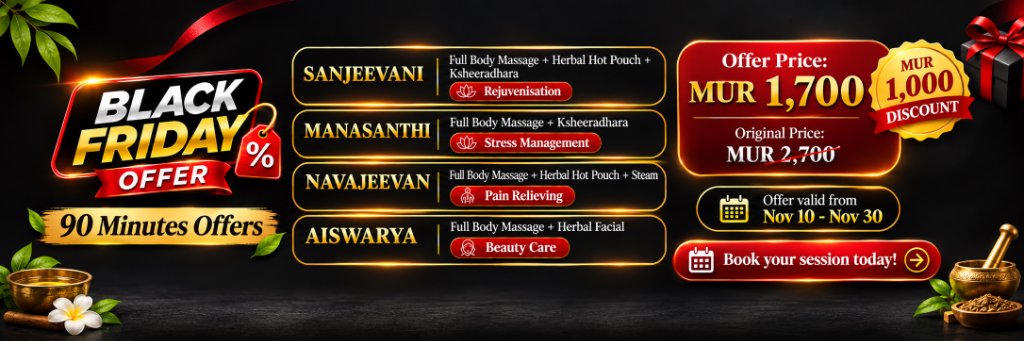 BLACK
FRIDAY
OFFER
%
90 Minutes Offers
SANJEEVANI
Full Body Massage + Herbal Hot Pouch +
Ksheeradhara
Rejuvenisation
MANASANTHI
Full Body Massage + Ksheeradhara
Stress Management
NAVAJEEVAN
Full Body Massage + Herbal Hot Pouch + Steam
Pain Relieving
AISWARYA
Full Body Massage + Herbal Facial
Beauty Care
Offer Price:
MUR 1,700
Original Price:
MUR 2,700
MUR
1,000
DISCOUNT
Offer valid from
Nov 10 - Nov 30
Book your session today!